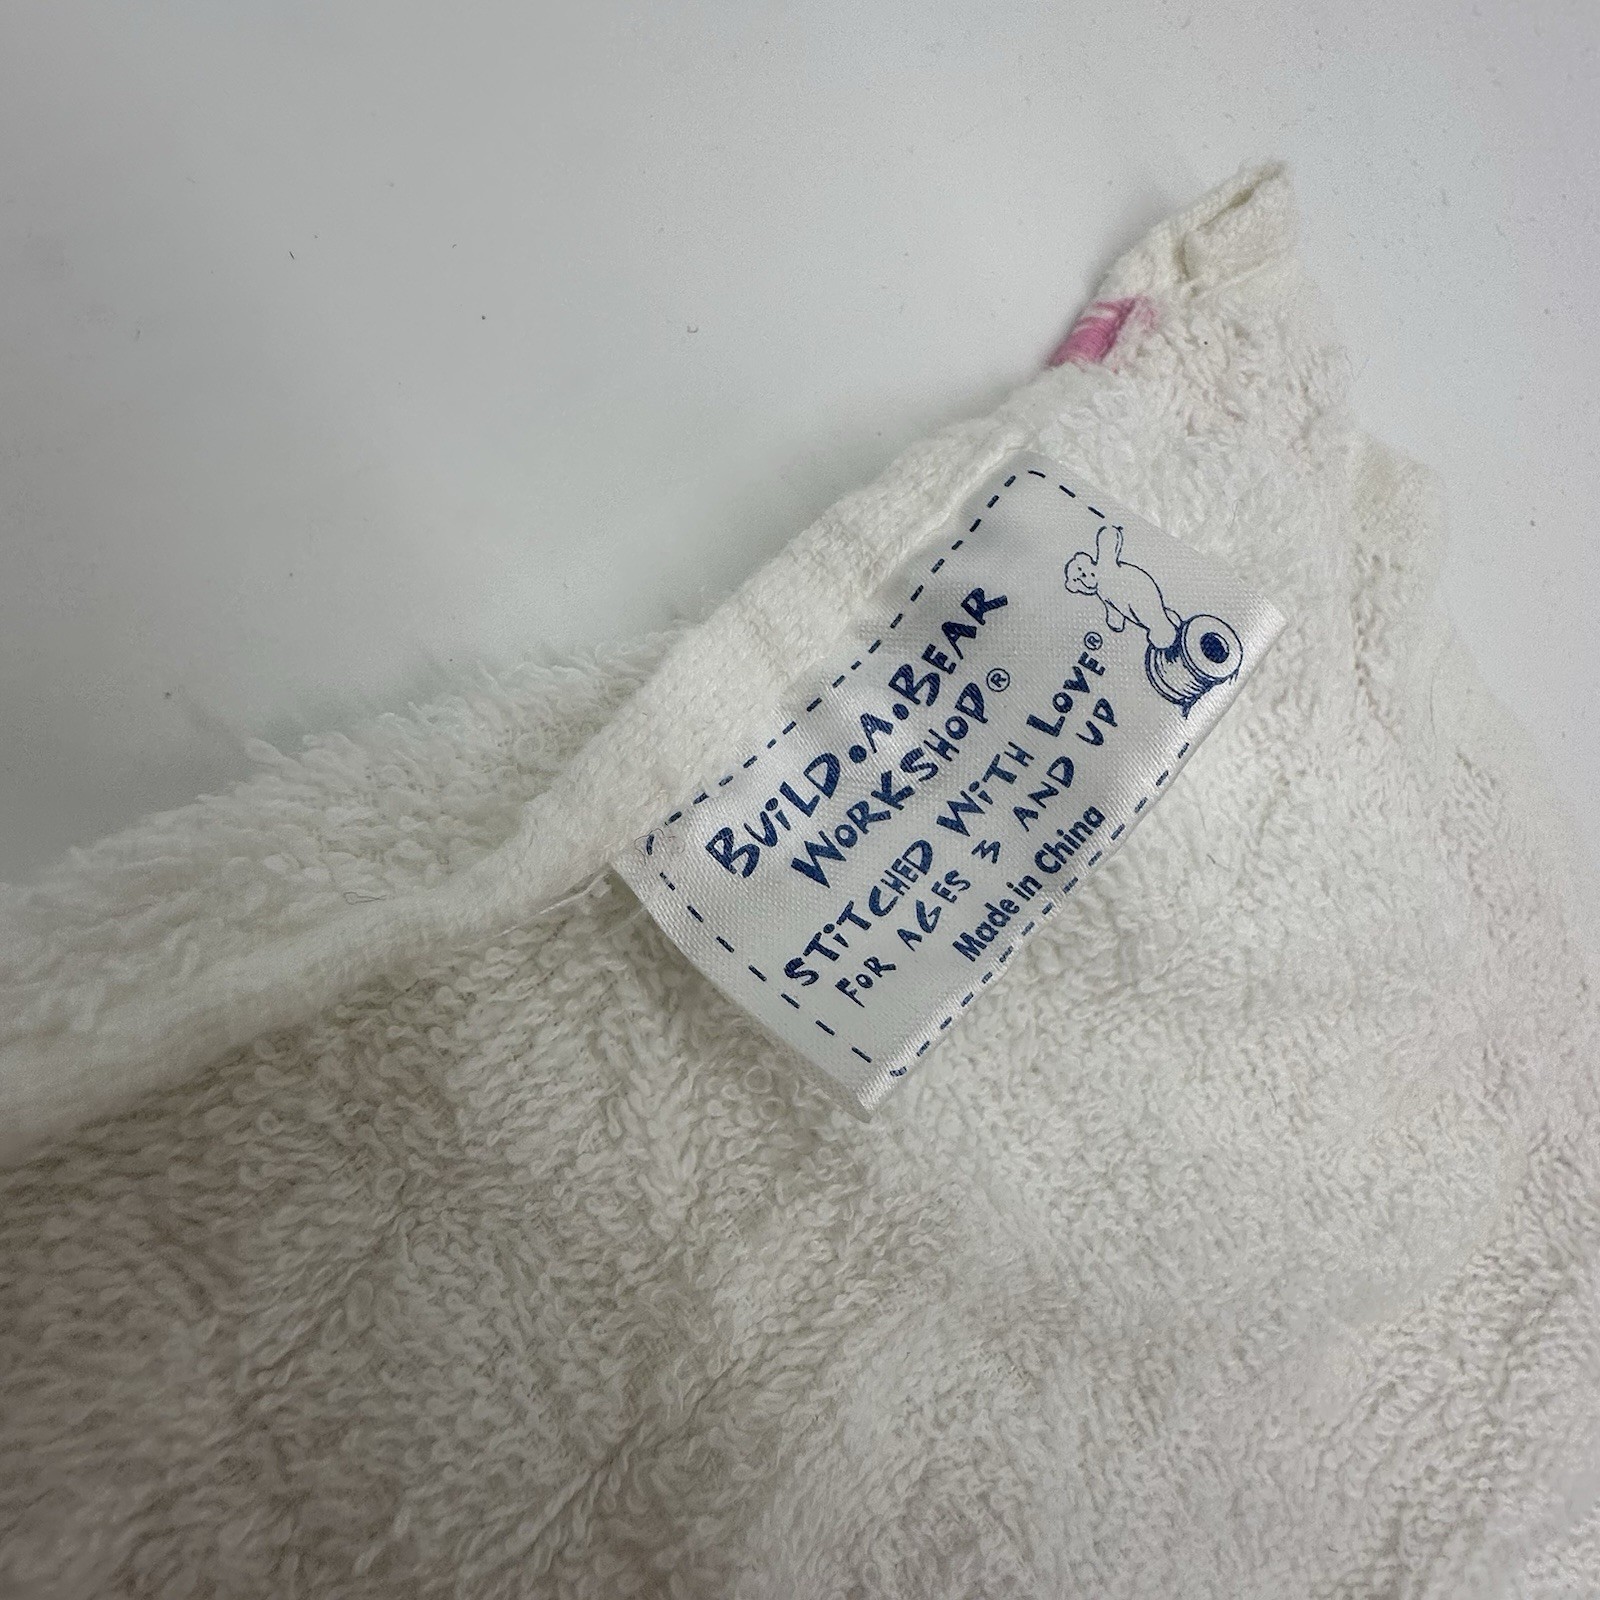 BUiLD•A•BEAR
WORKSHOP®
STiTCHED WiTH LOVE®
FOR AGES 3 AND UP
Made in China